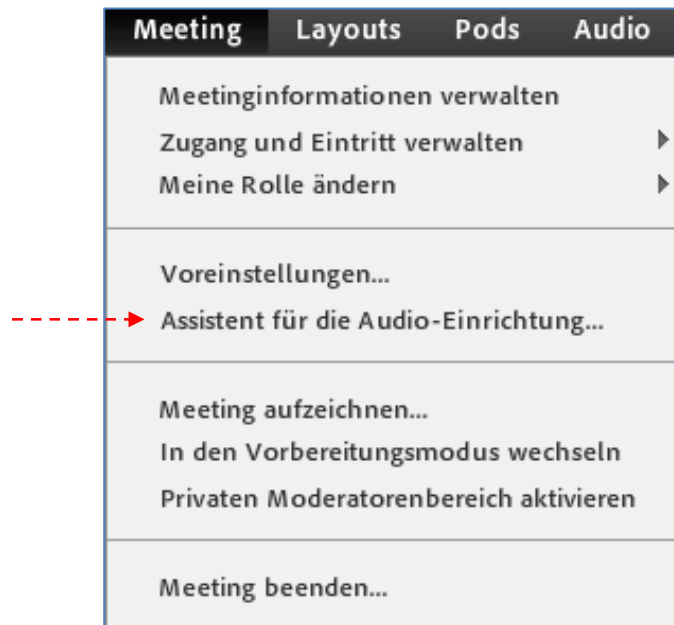 Meeting Layouts Pods Audio
Meetinginformationen verwalten
Zugang und Eintritt verwalten
Meine Rolle ändern
Voreinstellungen...
Assistent für die Audio-Einrichtung...
Meeting aufzeichnen...
In den Vorbereitungsmodus wechseln
Privaten Moderatorenbereich aktivieren
Meeting beenden...